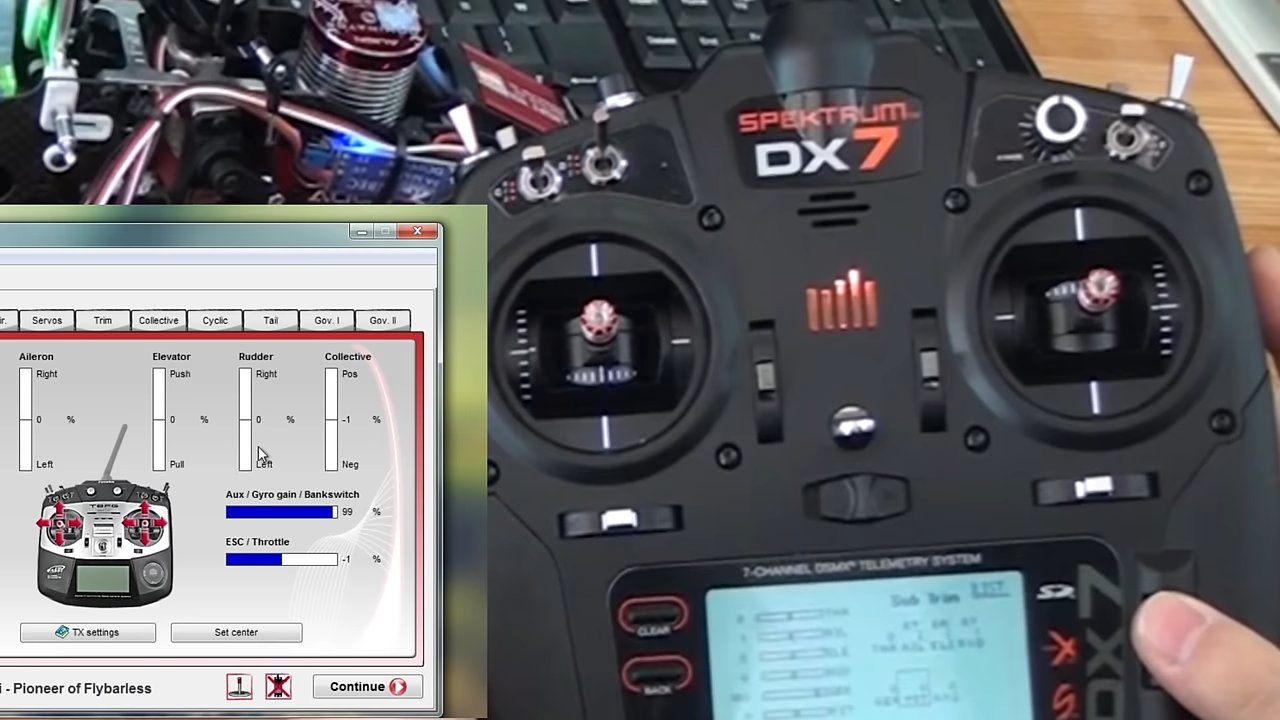 SPEKTRUM
DX7
ir.
Servos
Trim
Collective
Cyclic
Tail
Gov. I
Gov. II
Aileron
Elevator
Rudder
Collective
Right
Push
Right
Pos
0 %
0 %
0 %
-1 %
Left
Pull
Left
Neg
Aux / Gyro gain / Bankswitch
99 %
ESC / Throttle
-1 %
TX settings
Set center
i - Pioneer of Flybarless
Continue
7-CHANNEL DSMX TELEMETRY SYSTEM
Sub Trim
LIST
CLEAR
BACK